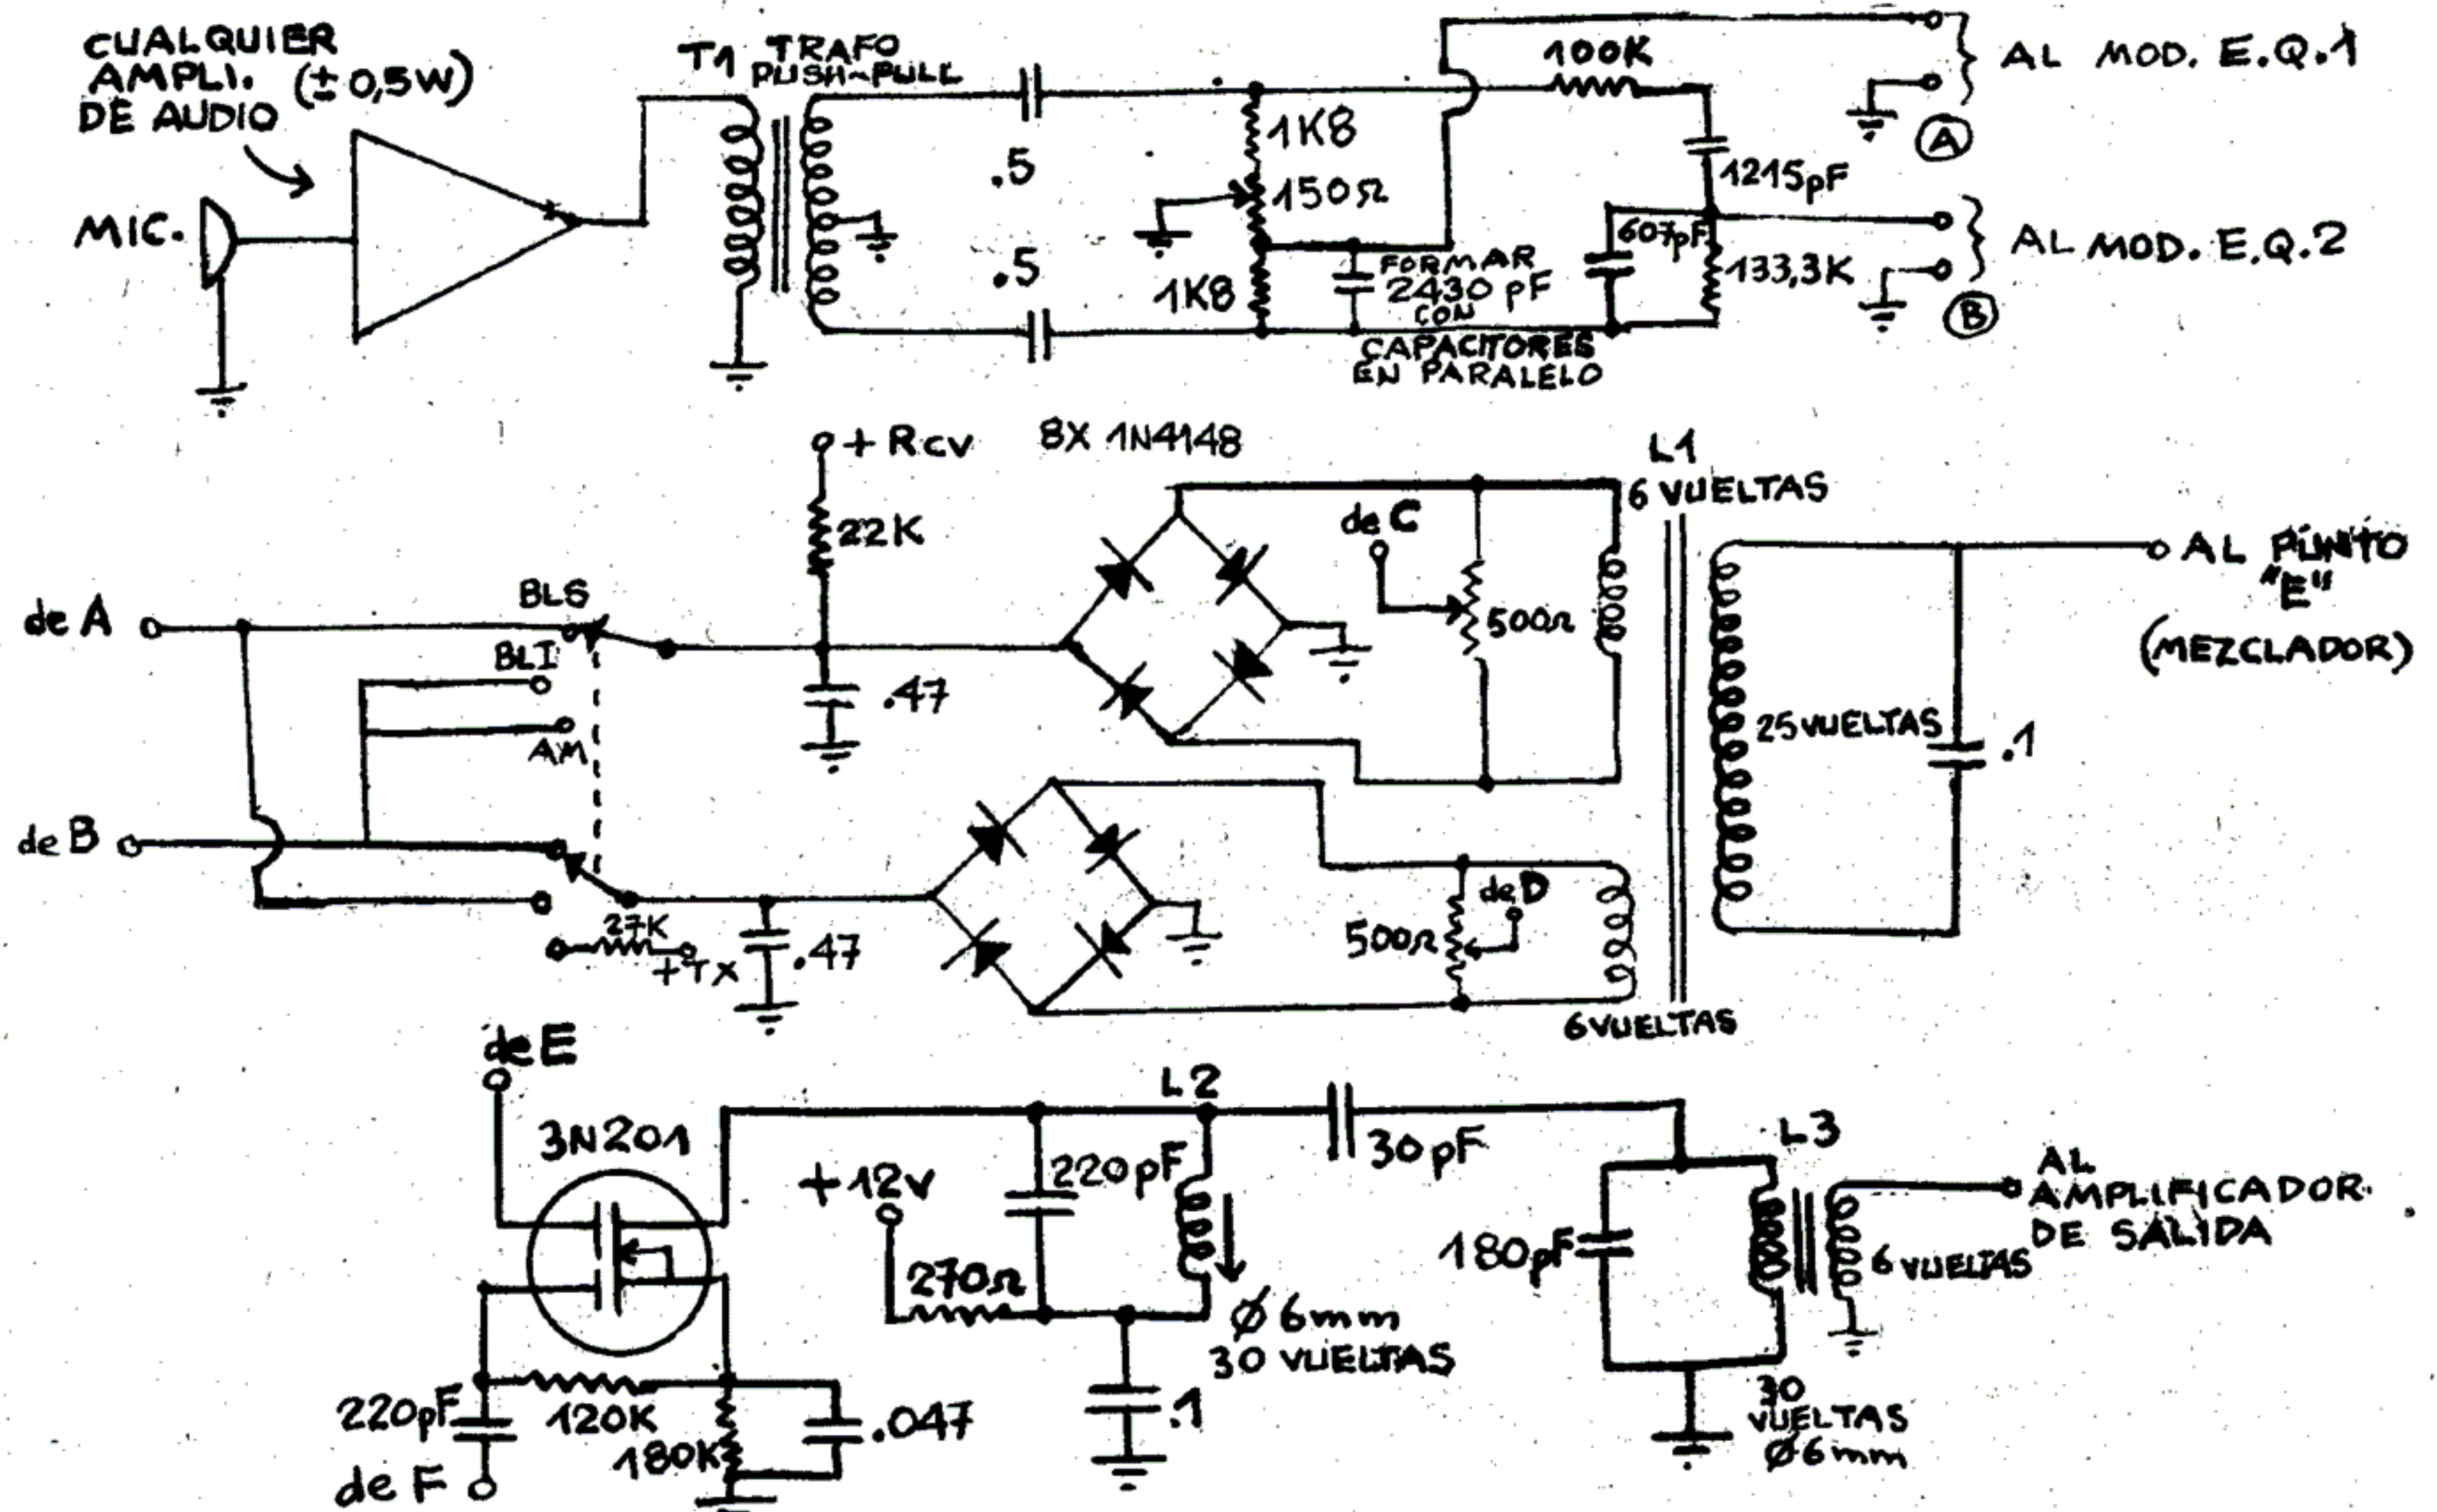 CUALQUIER
AMPLI. (± 0,5W)
DE AUDIO
MIC.
T1 TRAFO
PUSH-PULL
.5
.5
1K8
150Ω
1K8
FORMAR
2430 pF
CON
CAPACITORES
EN PARALELO
100K
1215pF
607pF
133,3K
AL MOD. E.Q.1
A
AL MOD. E.Q.2
B
+ Rcv
8X 1N4148
22K
de A
BLS
BLI
AM
de B
.47
de C
500Ω
L1
6 VUELTAS
25 VUELTAS
.1
AL PUNTO
"E"
(MEZCLADOR)
27K
+TX
.47
500Ω
de D
6 VUELTAS
de E
3N201
+12v
220pF
L2
30pF
270Ω
Ø 6mm
30 VUELTAS
.1
180pF
L3
AL
AMPLIFICADOR
DE SALIDA
6 VUELTAS
30
VUELTAS
Ø6mm
220pF
120K
180K
.047
de F